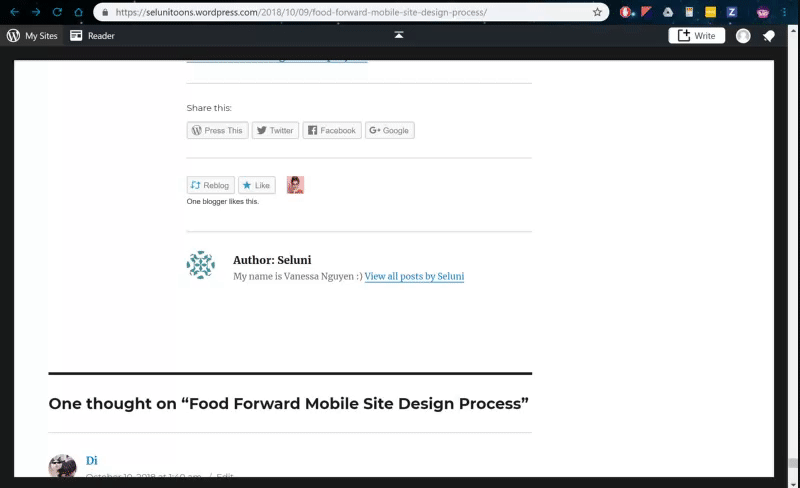 https://selunitoons.wordpress.com/2018/10/09/food-forward-mobile-site-design-process/
My Sites Reader Write
Share this:
Press This Twitter Facebook G+ Google
Reblog Like
One blogger likes this.
Author: Seluni
My name is Vanessa Nguyen :) View all posts by Seluni
One thought on “Food Forward Mobile Site Design Process”
Di
October 10, 2018 at 1:40 am / Edit